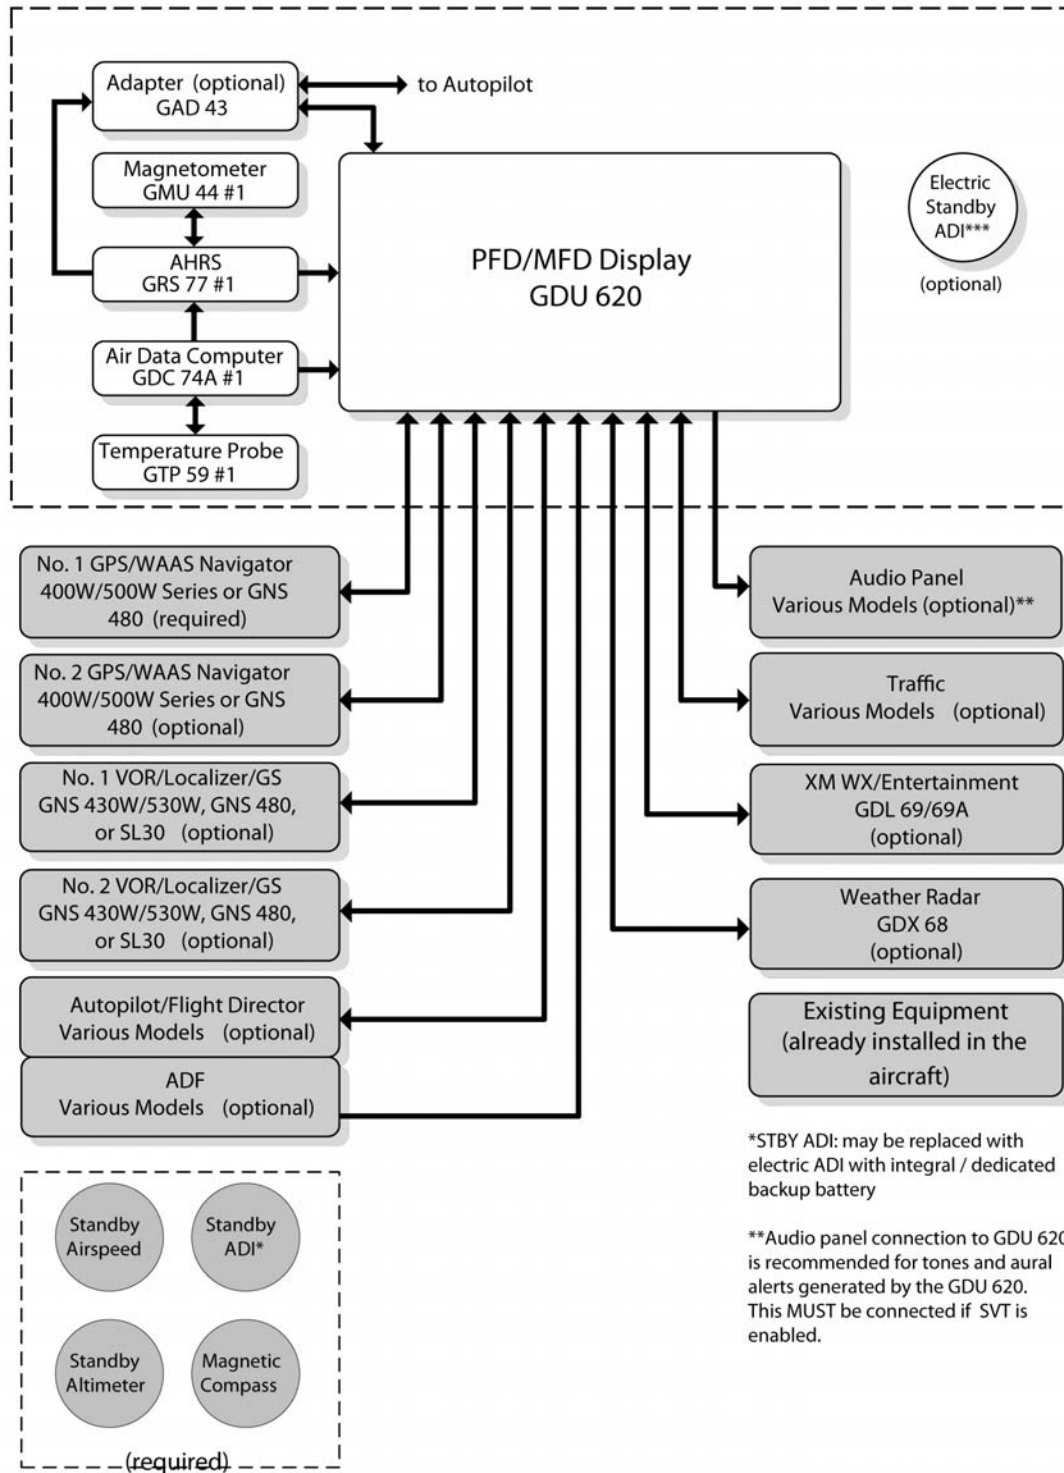 Adapter (optional)
GAD 43
to Autopilot
Magnetometer
GMU 44 #1
AHRS
GRS 77 #1
Air Data Computer
GDC 74A #1
Temperature Probe
GTP 59 #1
PFD/MFD Display
GDU 620
Electric
Standby
ADI***
(optional)
No. 1 GPS/WAAS Navigator
400W/500W Series or GNS
480 (required)
No. 2 GPS/WAAS Navigator
400W/500W Series or GNS
480 (optional)
No. 1 VOR/Localizer/GS
GNS 430W/530W, GNS 480,
or SL30 (optional)
No. 2 VOR/Localizer/GS
GNS 430W/530W, GNS 480,
or SL30 (optional)
Autopilot/Flight Director
Various Models (optional)
ADF
Various Models (optional)
Audio Panel
Various Models (optional)**
Traffic
Various Models (optional)
XM WX/Entertainment
GDL 69/69A
(optional)
Weather Radar
GDX 68
(optional)
Existing Equipment
(already installed in the
aircraft)
*STBY ADI: may be replaced with
electric ADI with integral / dedicated
backup battery
**Audio panel connection to GDU 620
is recommended for tones and aural
alerts generated by the GDU 620.
This MUST be connected if SVT is
enabled.
Standby
Airspeed
Standby
ADI*
Standby
Altimeter
Magnetic
Compass
(required)